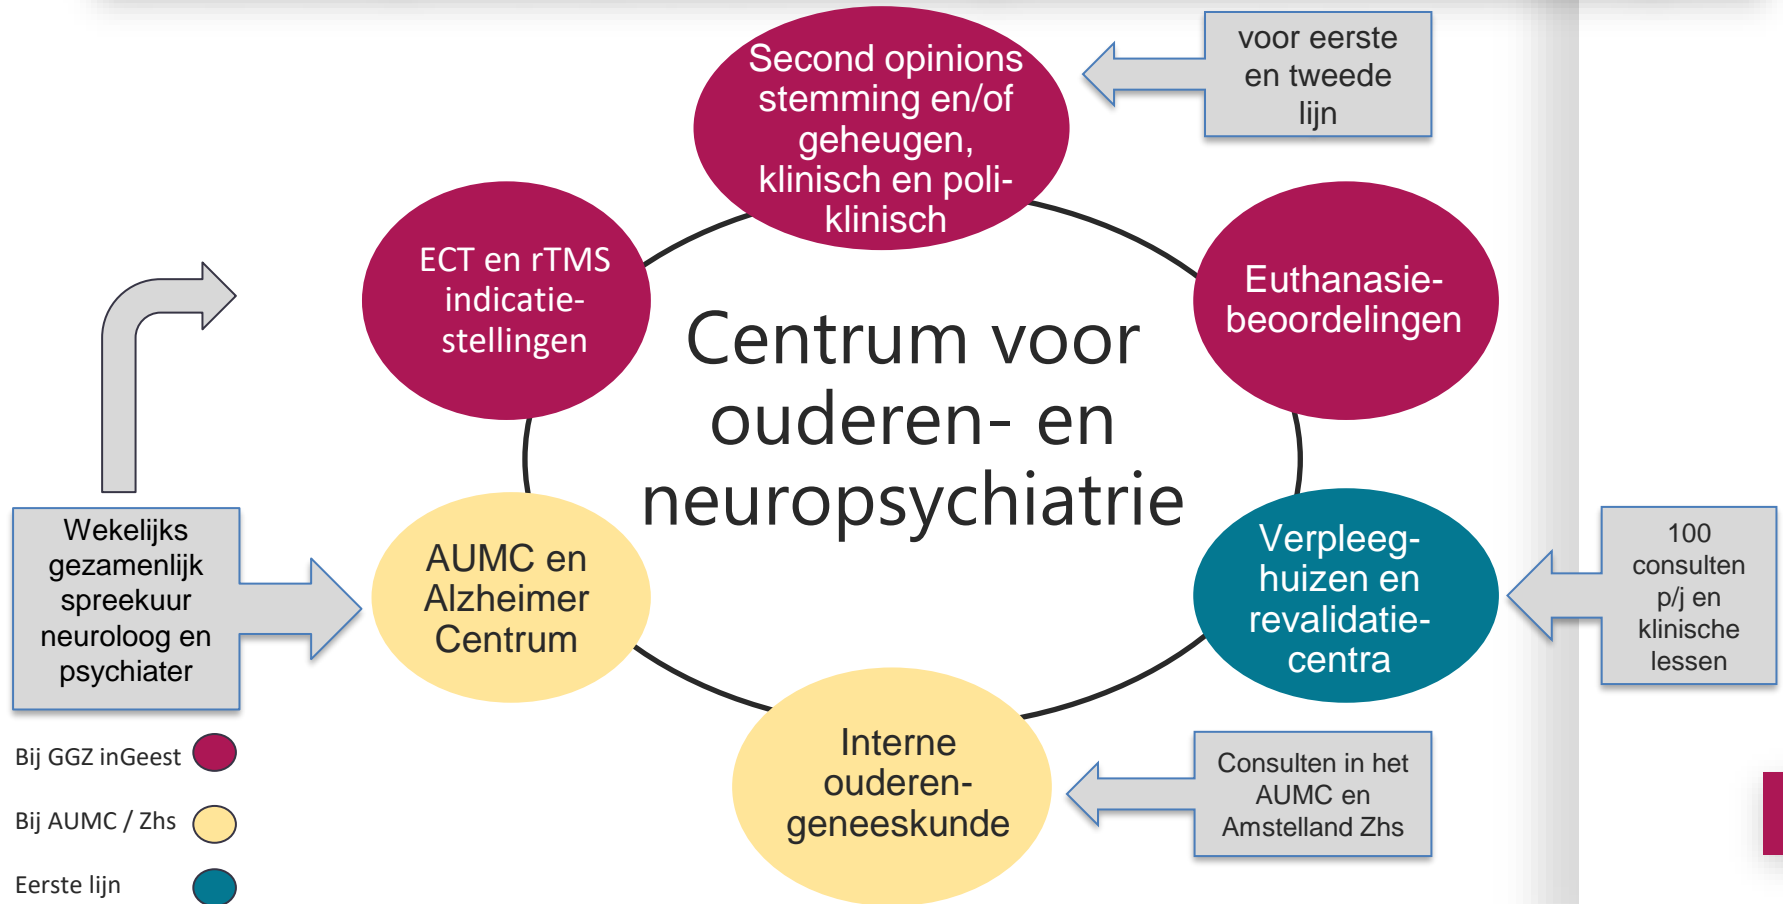 Second opinions
stemming en/of
geheugen,
klinisch en poli-
klinisch
voor eerste
en tweede
lijn
ECT en rTMS
indicatie-
stellingen
Euthanasie-
beoordelingen
Centrum voor
ouderen- en
neuropsychiatrie
Wekelijks
gezamenlijk
spreekuur
neuroloog en
psychiater
AUMC en
Alzheimer
Centrum
Verpleeg-
huizen en
revalidatie-
centra
100
consulten
p/j en
klinische
lessen
Interne
ouderen-
geneeskunde
Consulten in het
AUMC en
Amstelland Zhs
Bij GGZ inGeest
Bij AUMC / Zhs
Eerste lijn